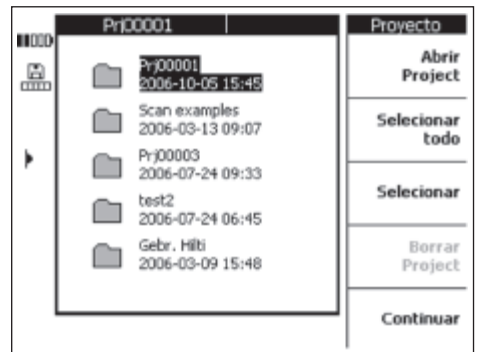 Prj00001
Prj00001
2006-10-05 15:45
Scan examples
2006-03-13 09:07
Prj00003
2006-07-24 09:33
test2
2006-07-24 06:45
Gebr. Hilti
2006-03-09 15:48
Proyecto
Abrir
Project
Selecionar
todo
Selecionar
Borrar
Project
Continuar